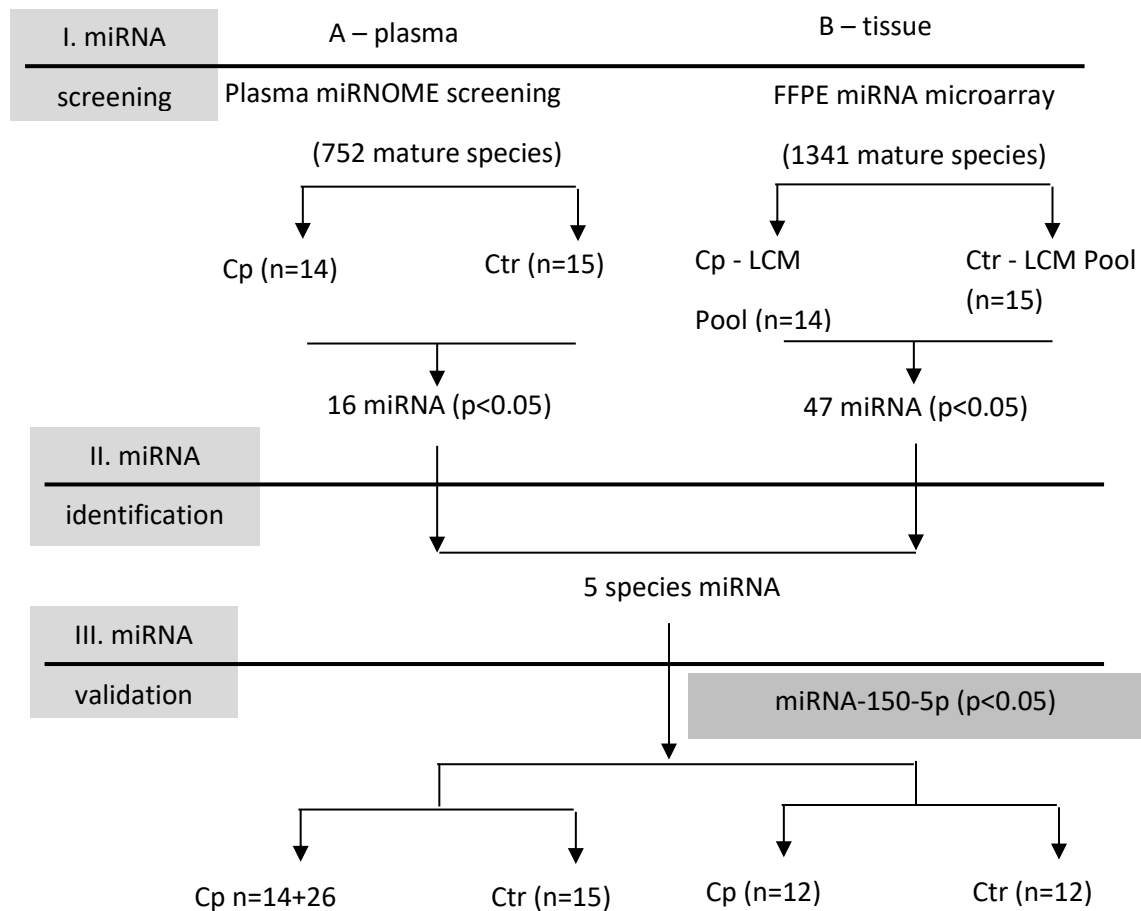 I. miRNA
screening
A – plasma
B – tissue
Plasma miRNOME screening
FFPE miRNA microarray
(752 mature species)
(1341 mature species)
Cp (n=14)
Ctr (n=15)
Cp - LCM
Pool (n=14)
Ctr - LCM Pool
(n=15)
16 miRNA (p<0.05)
47 miRNA (p<0.05)
II. miRNA
identification
5 species miRNA
III. miRNA
validation
miRNA-150-5p (p<0.05)
Cp n=14+26
Ctr (n=15)
Cp (n=12)
Ctr (n=12)